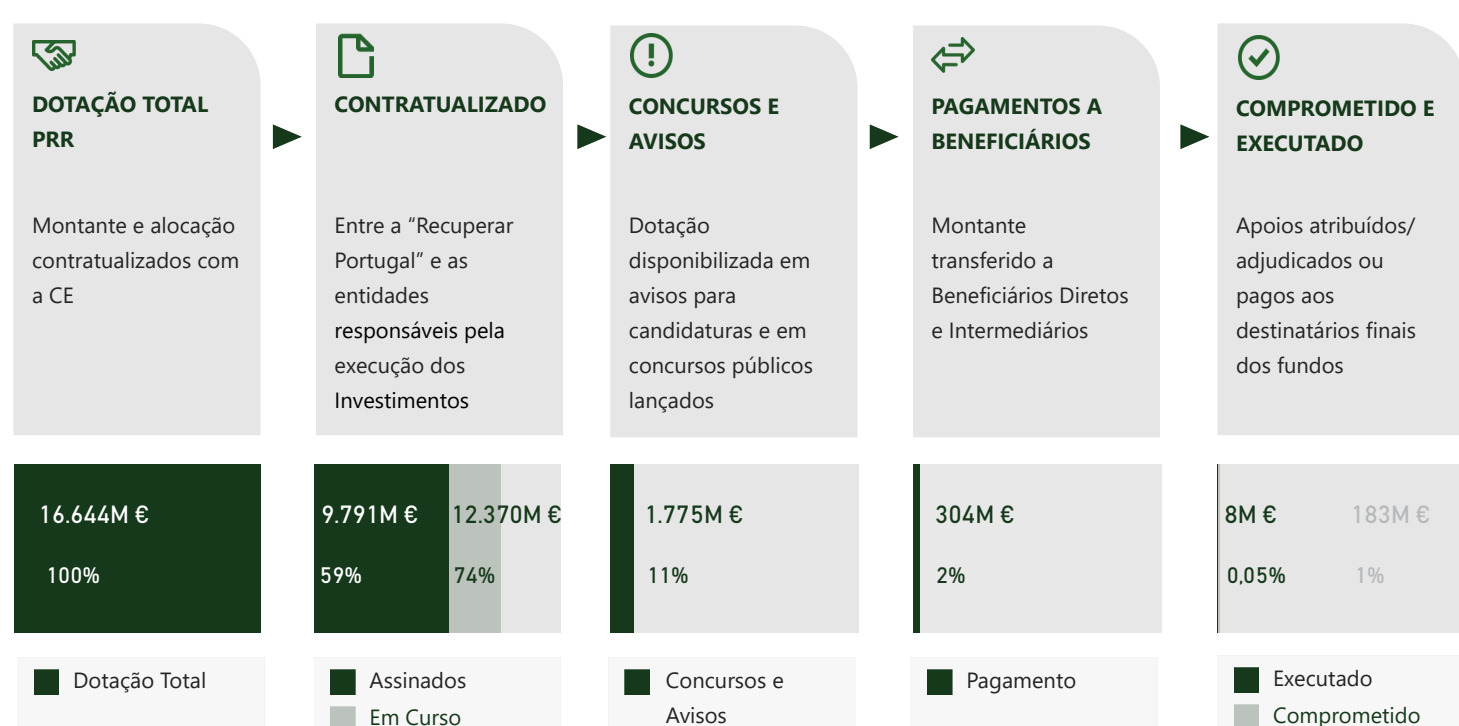 DOTAÇÃO TOTAL
PRR
Montante e alocação
contratualizados com
a CE
CONTRATUALIZADO
Entre a “Recuperar
Portugal” e as
entidades
responsáveis pela
execução dos
Investimentos
CONCURSOS E
AVISOS
Dotação
disponibilizada em
avisos para
candidaturas e em
concursos públicos
lançados
PAGAMENTOS A
BENEFICIÁRIOS
Montante
transferido a
Beneficiários Diretos
e Intermediários
COMPROMETIDO E
EXECUTADO
Apoios atribuídos/
adjudicados ou
pagos aos
destinatários finais
dos fundos
16.644M €
100%
9.791M € 12.370M €
59% 74%
1.775M €
11%
304M €
2%
8M € 183M €
0,05% 1%
Dotação Total
Assinados
Em Curso
Concursos e
Avisos
Pagamento
Executado
Comprometido